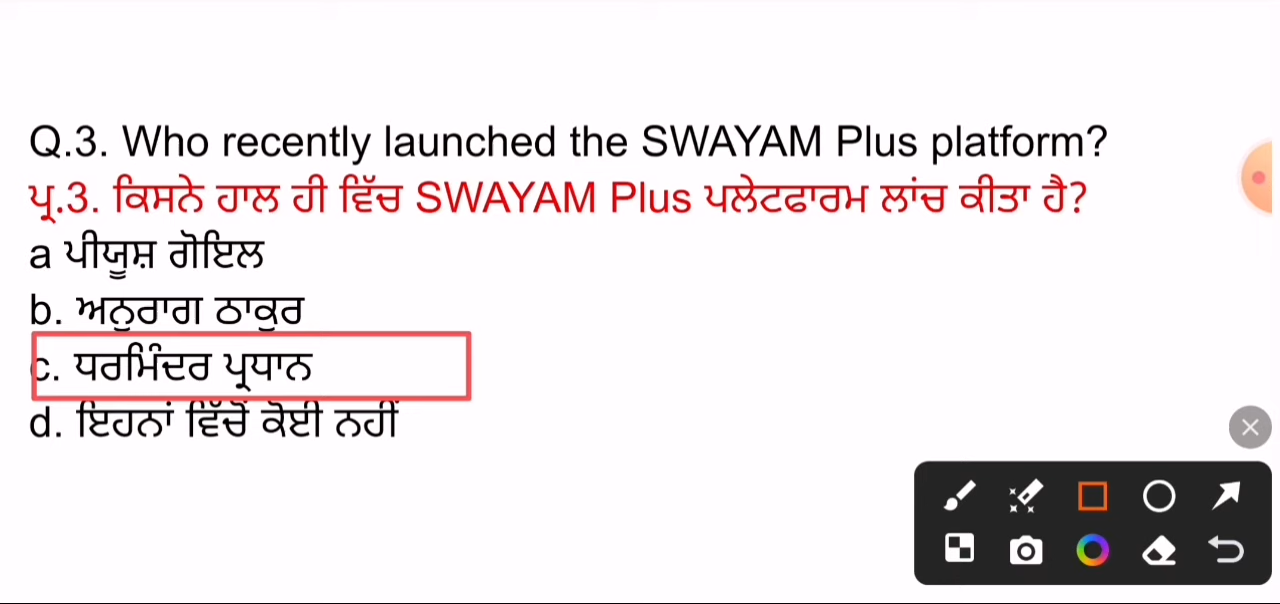 Q.3. Who recently launched the SWAYAM Plus platform?
ਪ੍ਰ.3. ਕਿਸਨੇ ਹਾਲ ਹੀ ਵਿੱਚ SWAYAM Plus ਪਲੇਟਫਾਰਮ ਲਾਂਚ ਕੀਤਾ ਹੈ?
a ਪੀਯੂਸ਼ ਗੋਇਲ
b. ਅਨੁਰਾਗ ਠਾਕੁਰ
c. ਧਰਮਿੰਦਰ ਪ੍ਰਧਾਨ
d. ਇਹਨਾਂ ਵਿੱਚੋਂ ਕੋਈ ਨਹੀਂ